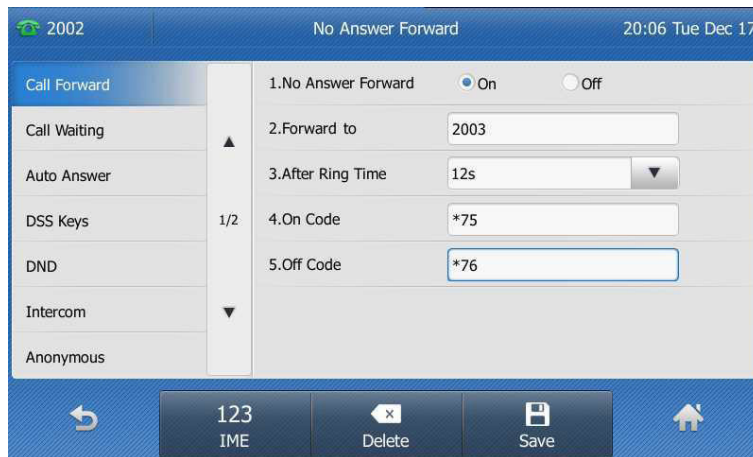 2002 No Answer Forward 20:06 Tue Dec 17
Call Forward
Call Waiting
Auto Answer
DSS Keys
DND
Intercom
Anonymous
1/2
1.No Answer Forward On Off
2.Forward to 2003
3.After Ring Time 12s
4.On Code *75
5.Off Code *76
123
IME Delete Save